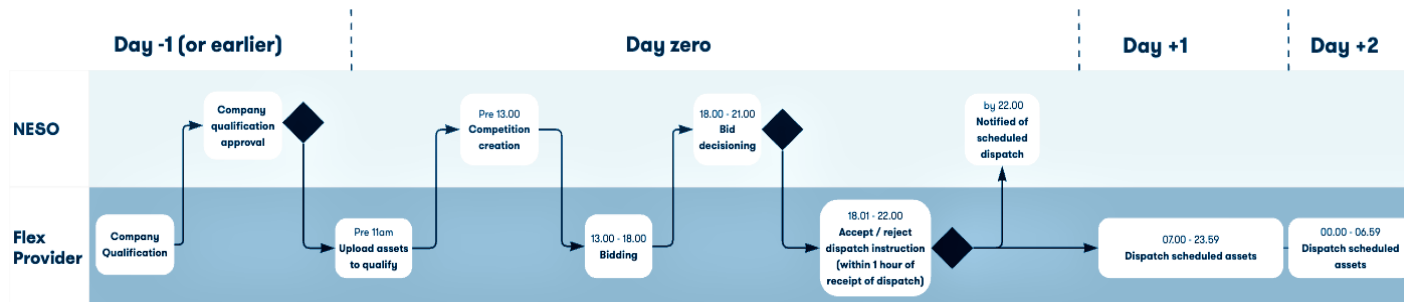 Day -1 (or earlier)
Day zero
Day +1
Day +2
NESO
Company
qualification
approval
Pre 13.00
Competition
creation
18.00 - 21.00
Bid
decisioning
by 22.00
Notified of
scheduled
dispatch
Flex
Provider
Company
Qualification
Pre 11am
Upload assets
to qualify
13.00 - 18.00
Bidding
18.01 - 22.00
Accept / reject
dispatch instruction
(within 1 hour of
receipt of dispatch)
07.00 - 23.59
Dispatch scheduled assets
00.00 - 06.59
Dispatch scheduled
assets